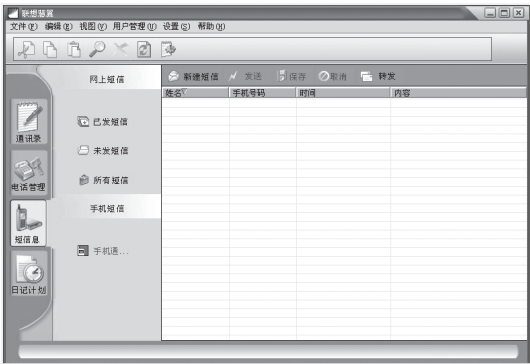 联想慧翼
文件(F) 编辑(E) 视图(V) 用户管理(U) 设置(S) 帮助(H)
网上短信
新建短信 发送 保存 取消 转发
姓名 手机号码 时间 内容
已发短信
通讯录
未发短信
所有短信
电话管理
手机短信
短信息
手机通...
日记计划